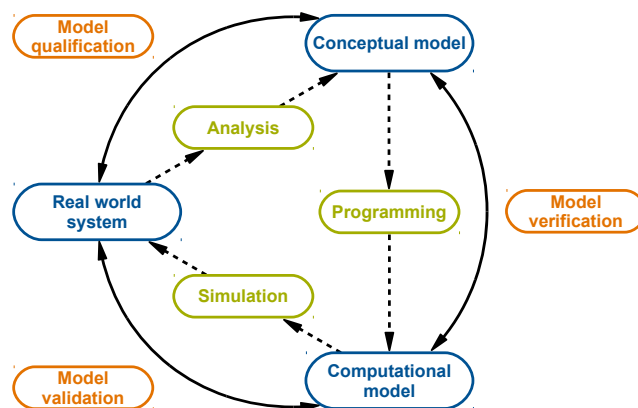 Model
qualification
Conceptual model
Analysis
Real world
system
Programming
Model
verification
Simulation
Model
validation
Computational
model